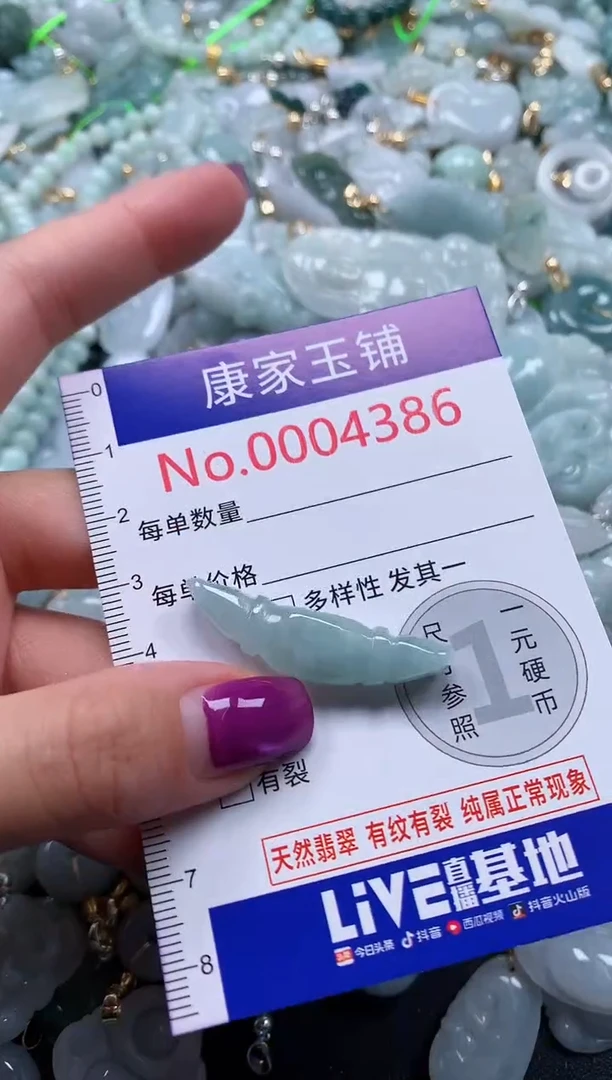 康家玉铺
No.0004386
0
1
2
3
4
7
8
每单数量
每单价格
多样性 发其一
尺寸参照
1
一元硬币
有裂
天然翡翠 有纹有裂 纯属正常现象
LiVE直播基地
今日头条 抖音 西瓜视频 抖音火山版